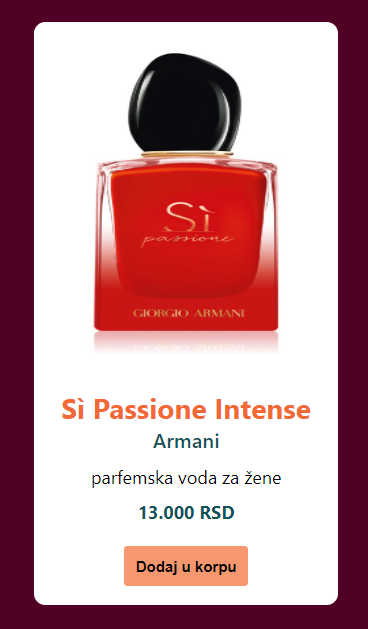 Sì
passione
GIORGIO ARMANI
Sì Passione Intense
Armani
parfemska voda za žene
13.000 RSD
Dodaj u korpu